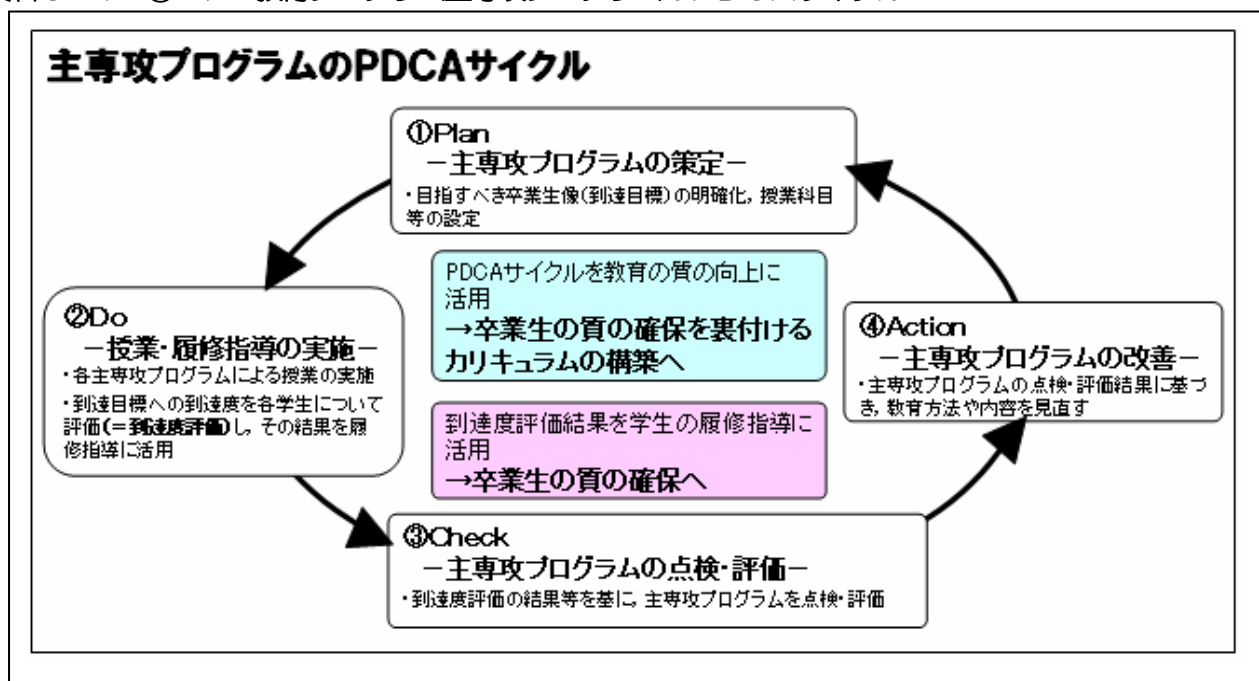 主専攻プログラムのPDCAサイクル
①Plan
－主専攻プログラムの策定－
・目指すべき卒業生像(到達目標)の明確化，授業科目
等の設定
PDCAサイクルを教育の質の向上に
活用
→卒業生の質の確保を裏付ける
カリキュラムの構築へ
②Do
－授業・履修指導の実施－
・各主専攻プログラムによる授業の実施
・到達目標への到達度を各学生について
評価(＝到達度評価)し，その結果を履
修指導に活用
④Action
－主専攻プログラムの改善－
・主専攻プログラムの点検・評価結果に基づ
き，教育方法や内容を見直す
到達度評価結果を学生の履修指導に
活用
→卒業生の質の確保へ
③Check
－主専攻プログラムの点検・評価－
・到達度評価の結果等を基に，主専攻プログラムを点検・評価